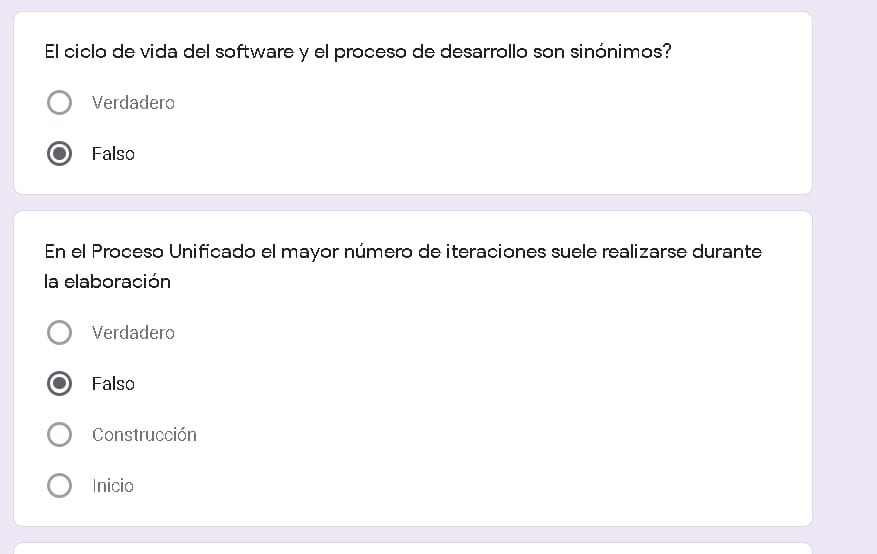 El ciclo de vida del software y el proceso de desarrollo son sinónimos?
Verdadero
Falso
En el Proceso Unificado el mayor número de iteraciones suele realizarse durante
la elaboración
Verdadero
Falso
Construcción
Inicio